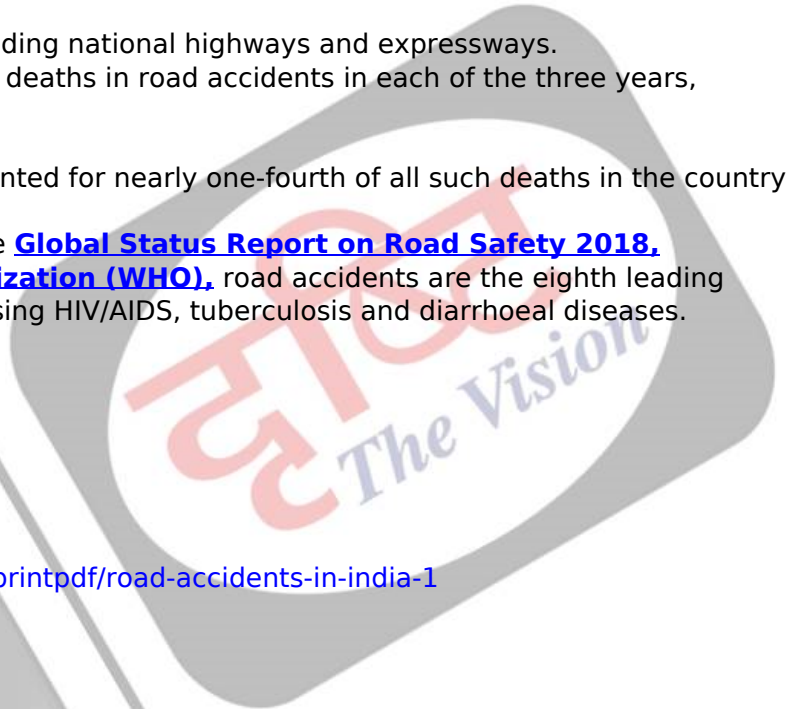 ding national highways and expressways.
deaths in road accidents in each of the three years,
nted for nearly one-fourth of all such deaths in the country
e Global Status Report on Road Safety 2018,
ization (WHO), road accidents are the eighth leading
sing HIV/AIDS, tuberculosis and diarrhoeal diseases.
दृष्टि
The Vision
printpdf/road-accidents-in-india-1